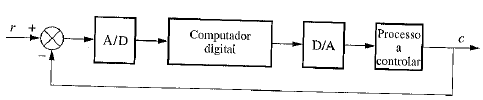 r
+
−
A/D
Computador
digital
D/A
Processo
a
controlar
c